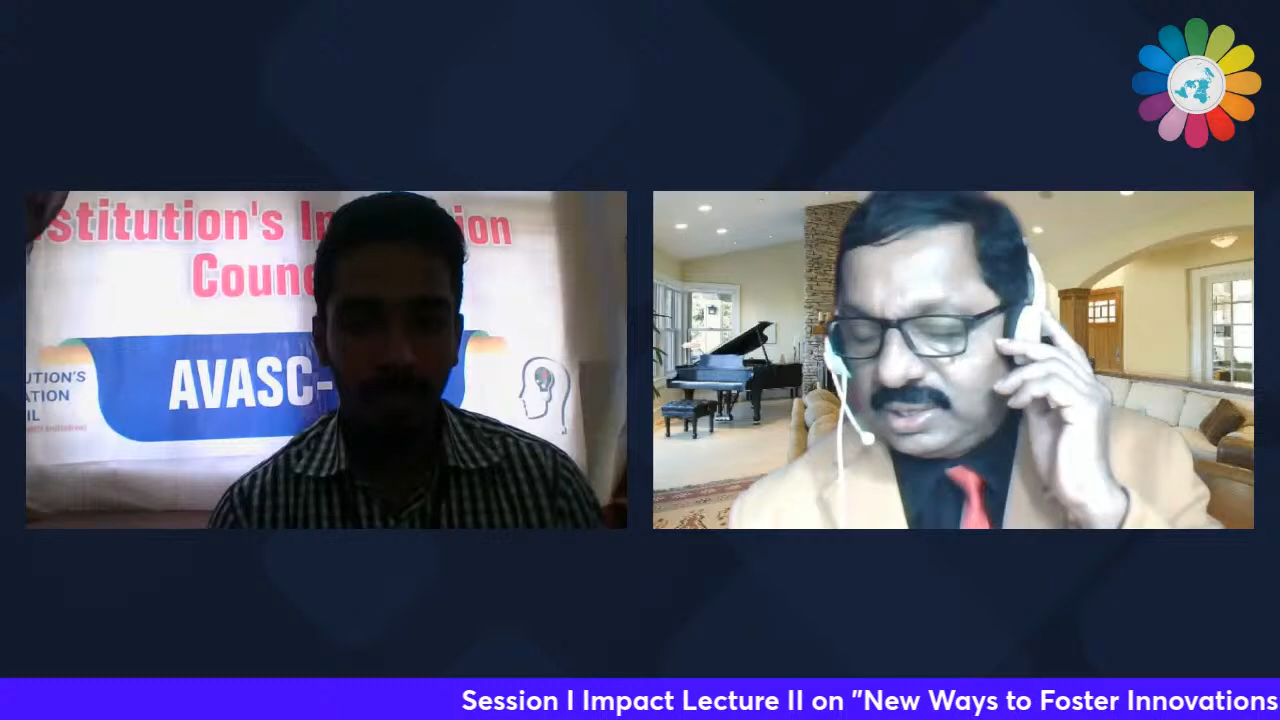 stitution's In ion
Counc
AVASC-
UTION'S
ATION
IL
Session I Impact Lecture II on "New Ways to Foster Innovations